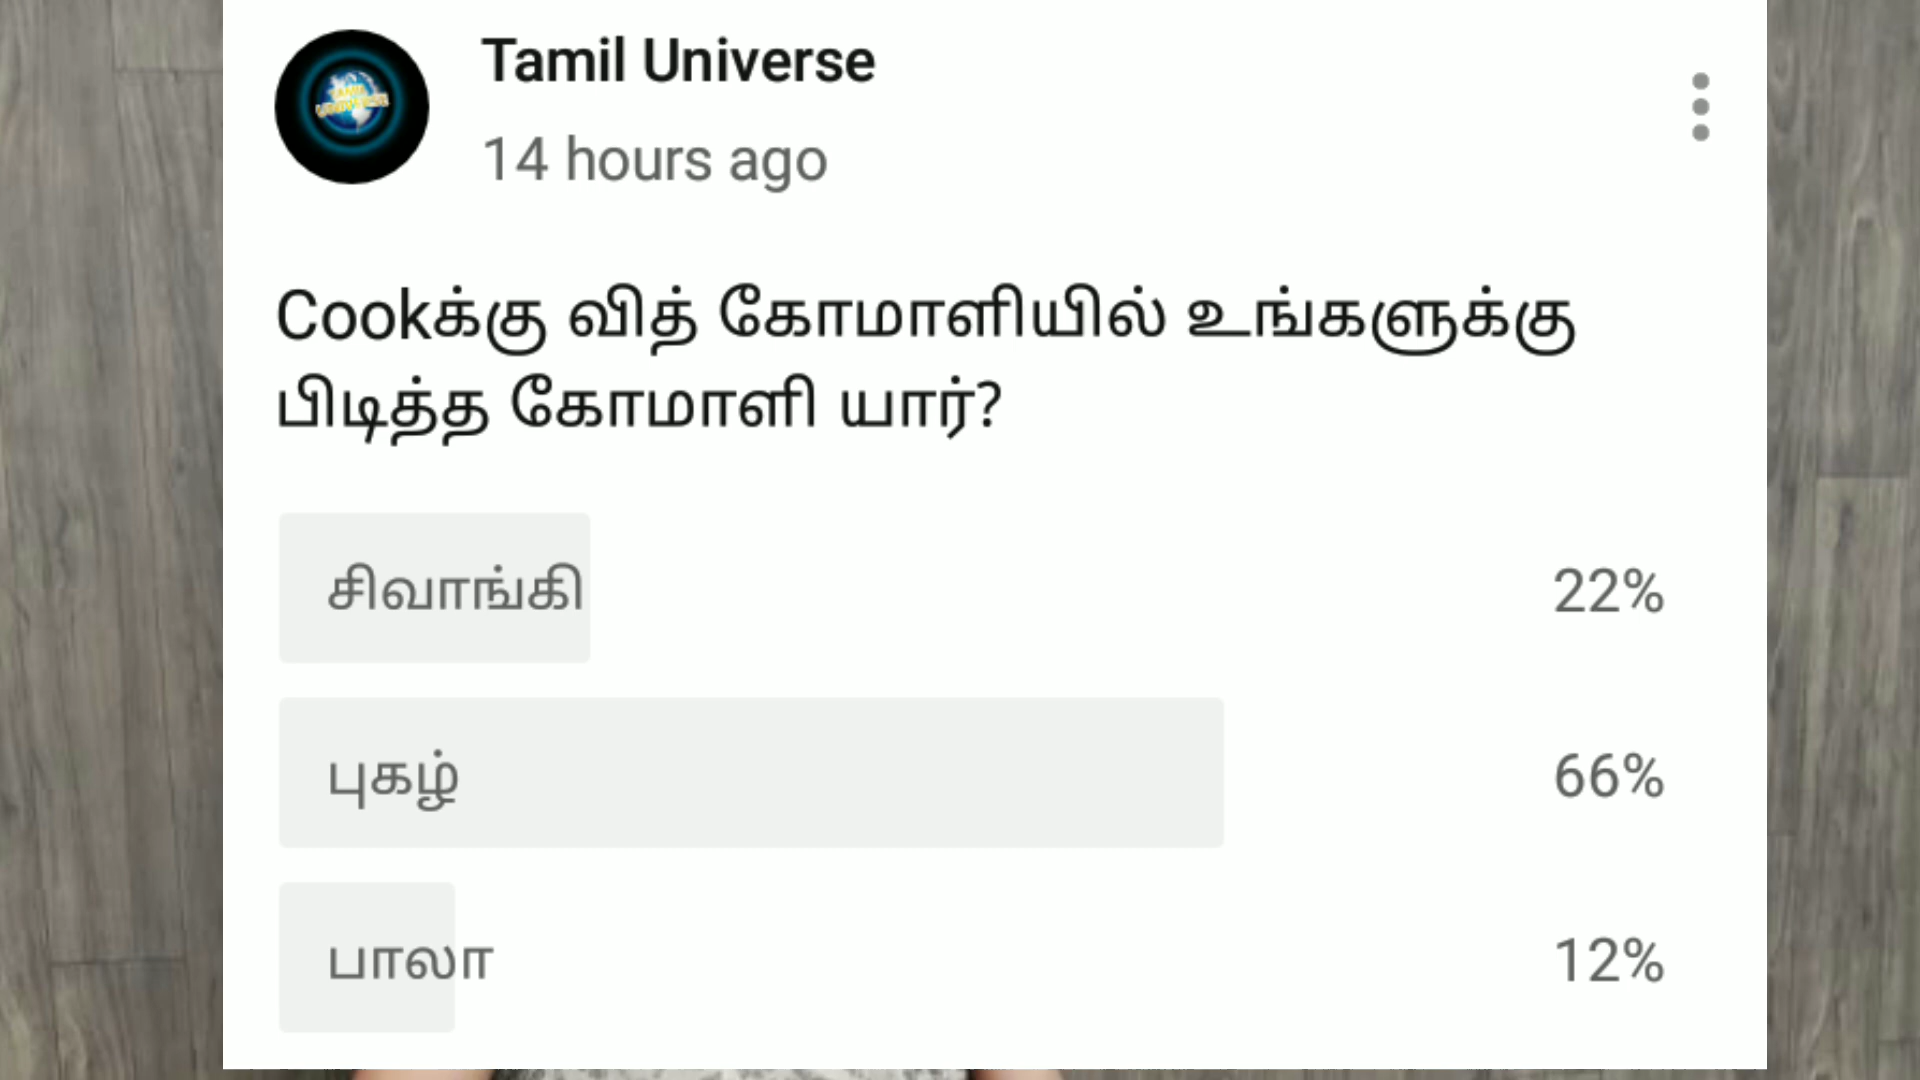 Tamil Universe
14 hours ago
Cookக்கு வித் கோமாளியில் உங்களுக்கு
பிடித்த கோமாளி யார்?
சிவாங்கி 22%
புகழ் 66%
பாலா 12%